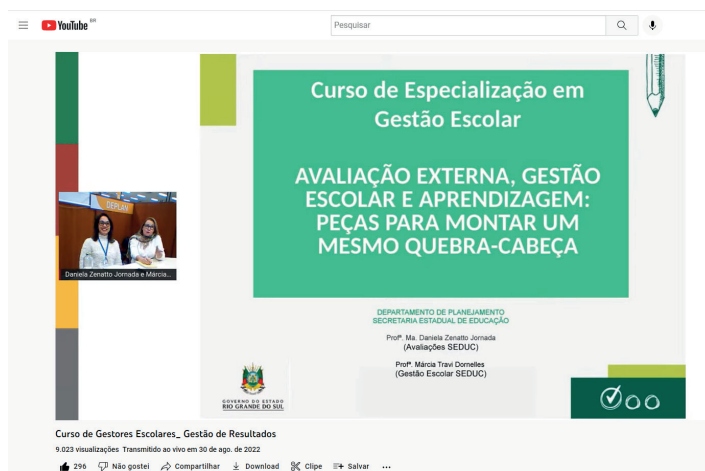 YouTube BR
Pesquisar
Curso de Especialização em
Gestão Escolar
AVALIAÇÃO EXTERNA, GESTÃO
ESCOLAR E APRENDIZAGEM:
PEÇAS PARA MONTAR UM
MESMO QUEBRA-CABEÇA
DEPLAN
Daniela Zenatto Jornada e Márcia...
DEPARTAMENTO DE PLANEJAMENTO
SECRETARIA ESTADUAL DE EDUCAÇÃO
Profª. Ma. Daniela Zenatto Jornada
(Avaliações SEDUC)
Profª. Márcia Travi Dornelles
(Gestão Escolar SEDUC)
GOVERNO DO ESTADO
RIO GRANDE DO SUL
Curso de Gestores Escolares_ Gestão de Resultados
9.023 visualizações Transmitido ao vivo em 30 de ago. de 2022
296 Não gostei Compartilhar Download Clipe Salvar ...